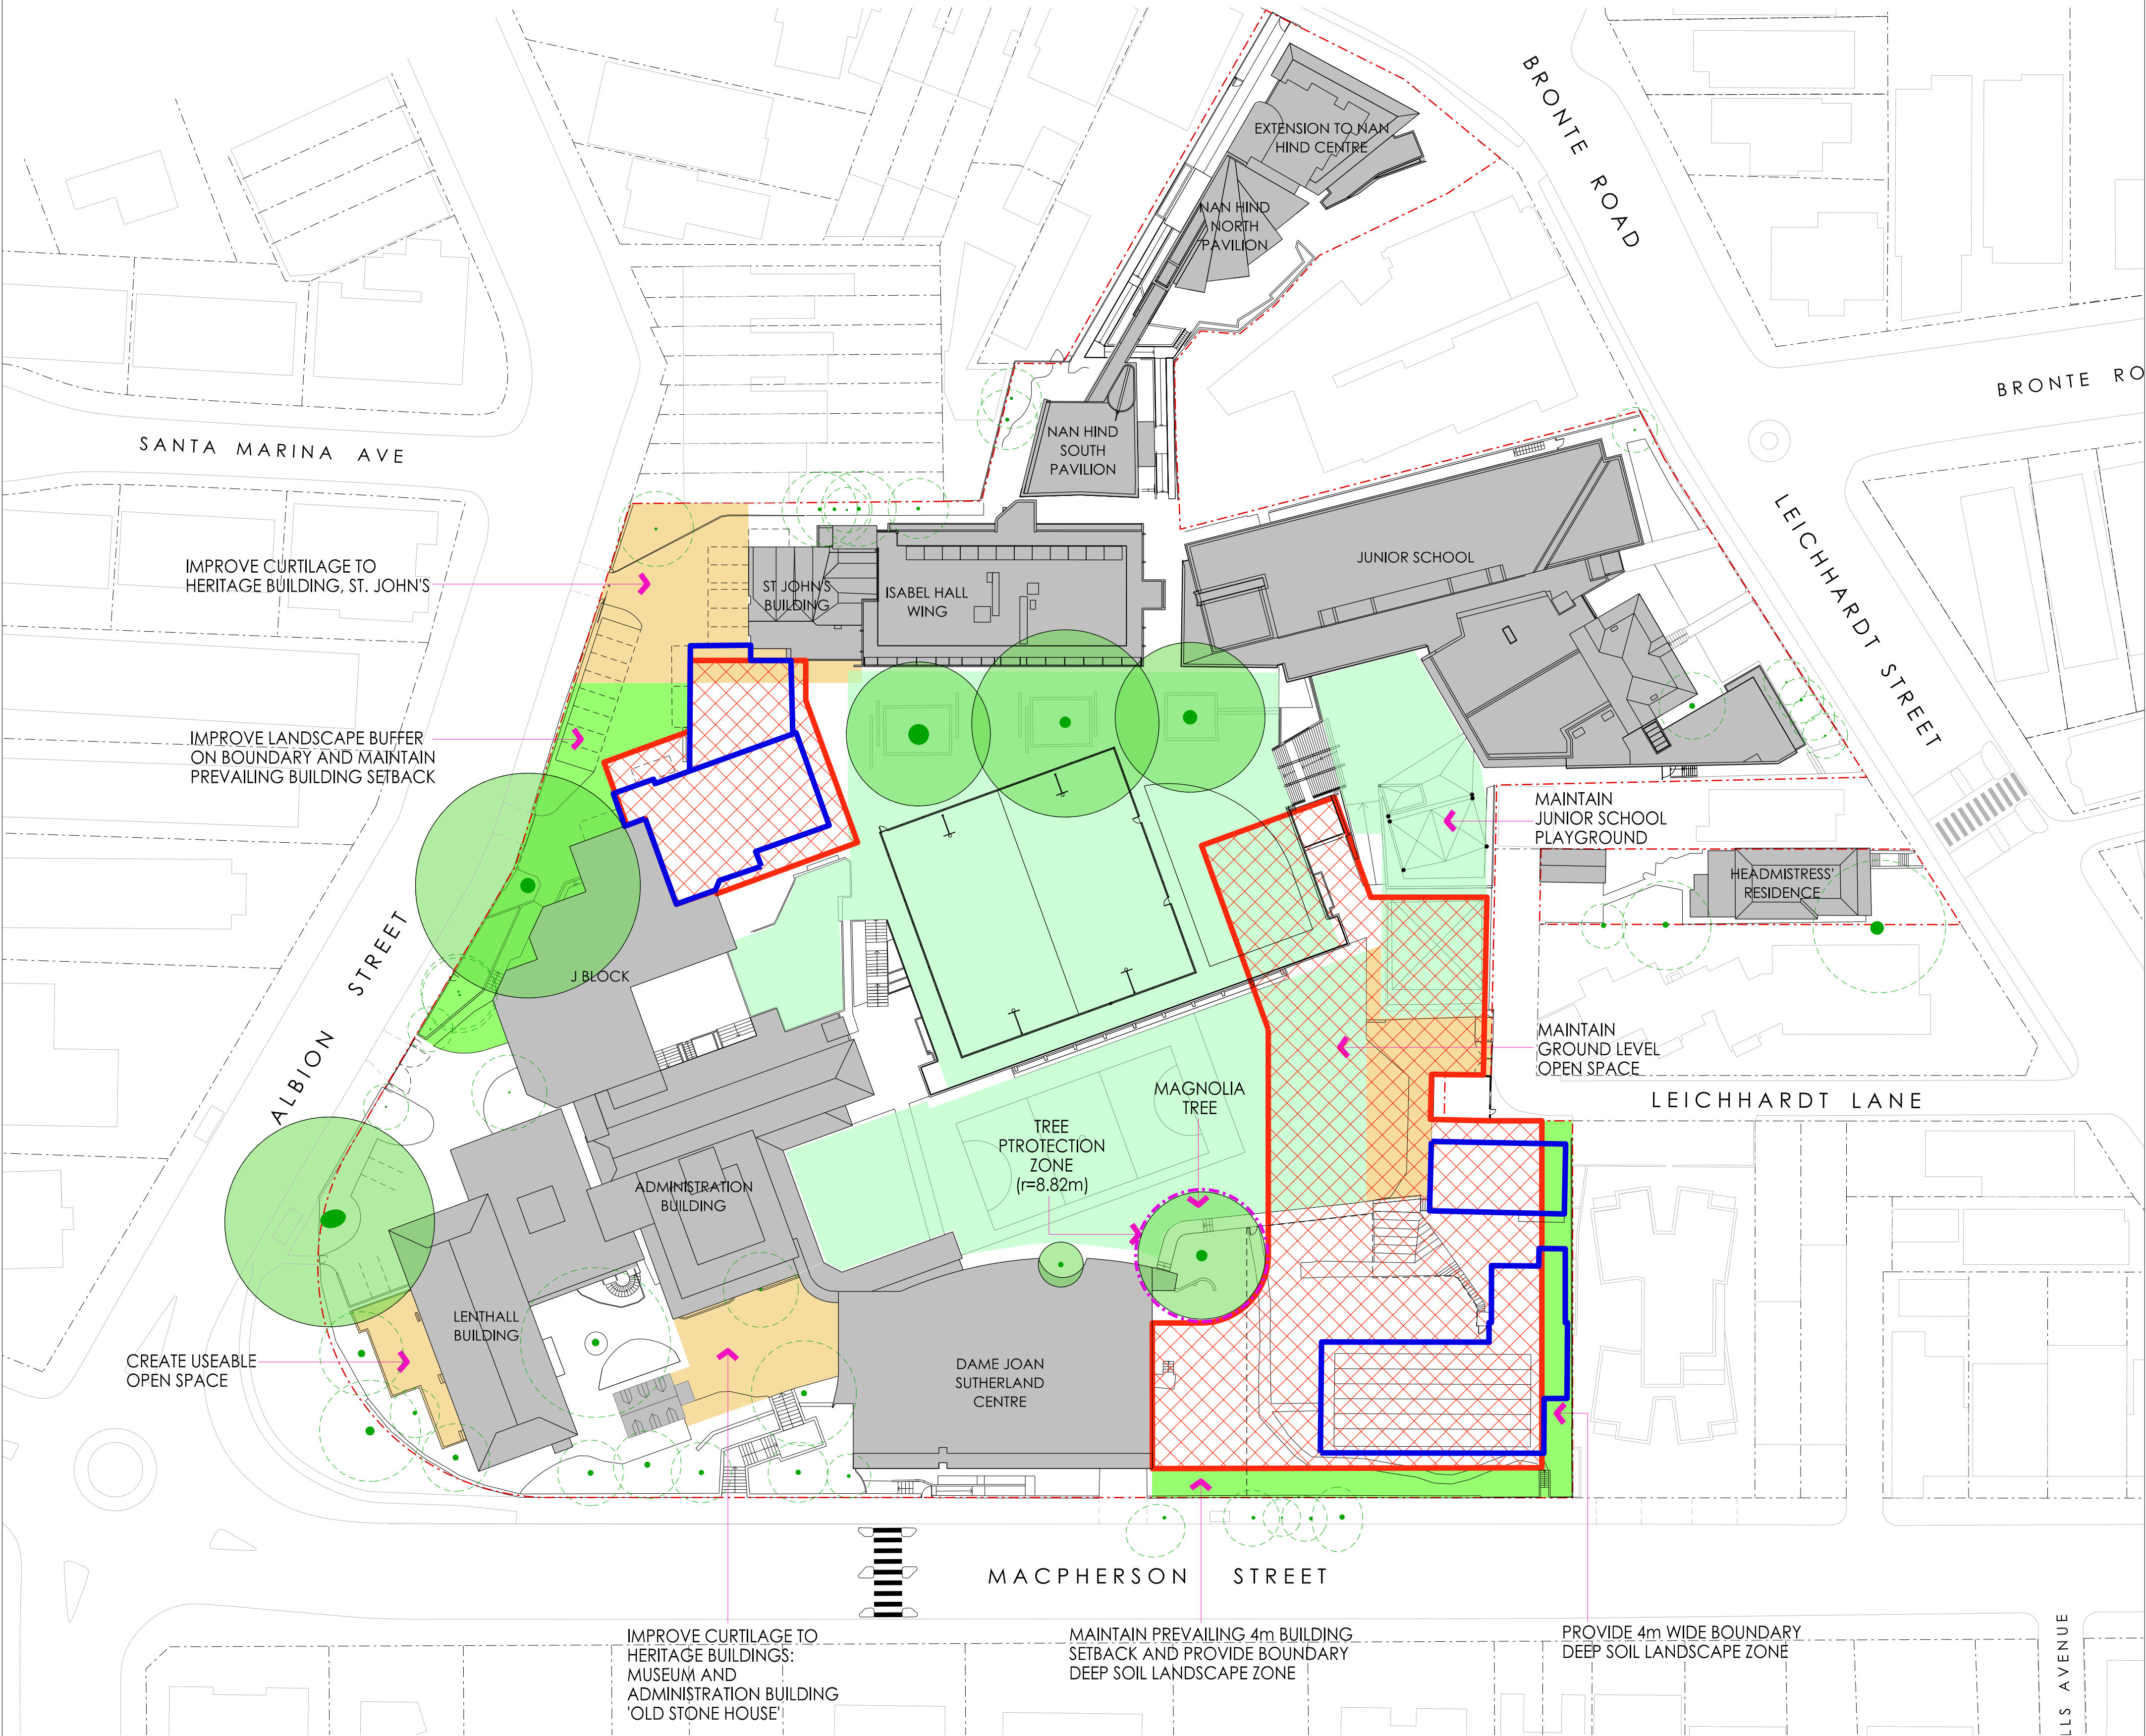 BRONTE ROAD
EXTENSION TO NAN
HIND CENTRE
NAN HIND
NORTH
PAVILION
BRONTE RO
SANTA MARINA AVE
NAN HIND
SOUTH
PAVILION
LEICHHARDT STREET
IMPROVE CURTILAGE TO
HERITAGE BUILDING, ST. JOHN'S
ST JOHN'S
BUILDING
ISABEL HALL
WING
JUNIOR SCHOOL
IMPROVE LANDSCAPE BUFFER
ON BOUNDARY AND MAINTAIN
PREVAILING BUILDING SETBACK
MAINTAIN
JUNIOR SCHOOL
PLAYGROUND
HEADMISTRESS'
RESIDENCE
ALBION STREET
J BLOCK
MAINTAIN
GROUND LEVEL
OPEN SPACE
LEICHHARDT LANE
MAGNOLIA
TREE
TREE
PTROTECTION
ZONE
(r=8.82m)
ADMINISTRATION
BUILDING
LENTHALL
BUILDING
CREATE USEABLE
OPEN SPACE
DAME JOAN
SUTHERLAND
CENTRE
MACPHERSON STREET
IMPROVE CURTILAGE TO
HERITAGE BUILDINGS:
MUSEUM AND
ADMINISTRATION BUILDING
'OLD STONE HOUSE'
MAINTAIN PREVAILING 4m BUILDING
SETBACK AND PROVIDE BOUNDARY
DEEP SOIL LANDSCAPE ZONE
PROVIDE 4m WIDE BOUNDARY
DEEP SOIL LANDSCAPE ZONE
LLS AVENUE